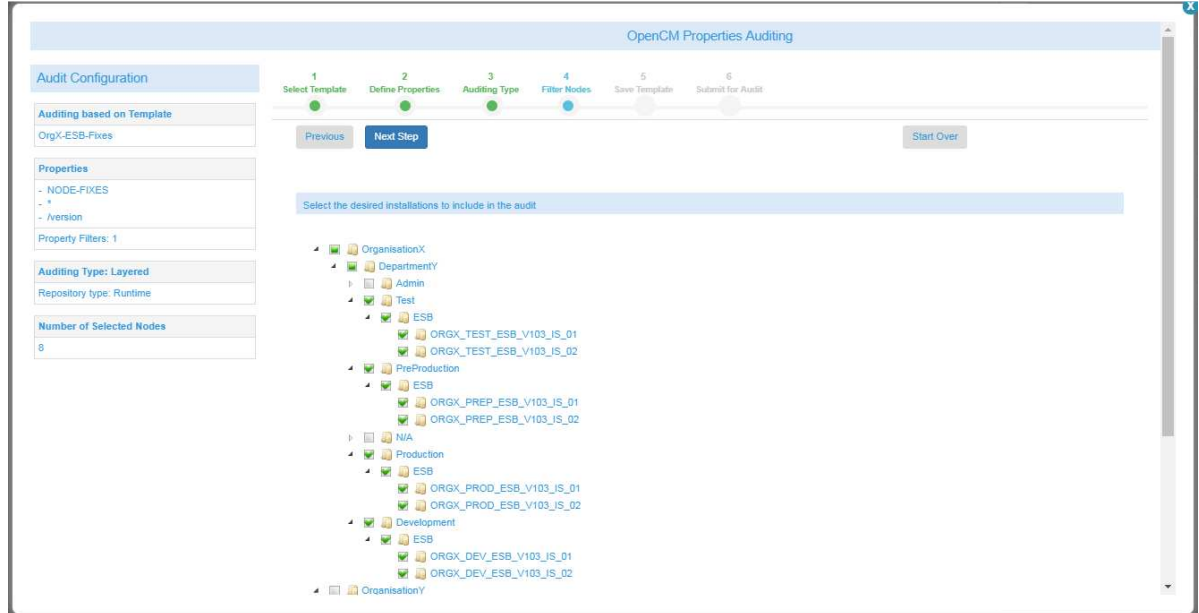 X
OpenCM Properties Auditing
Audit Configuration
Auditing based on Template
OrgX-ESB-Fixes
Properties
- NODE-FIXES
- *
- /version
Property Filters: 1
Auditing Type: Layered
Repository type: Runtime
Number of Selected Nodes
8
1 2 3 4 5 6
Select Template Define Properties Auditing Type Filter Nodes Save Template Submit for Audit
Previous Next Step Start Over
Select the desired installations to include in the audit
OrganisationX
DepartmentY
Admin
Test
ESB
ORGX_TEST_ESB_V103_IS_01
ORGX_TEST_ESB_V103_IS_02
PreProduction
ESB
ORGX_PREP_ESB_V103_IS_01
ORGX_PREP_ESB_V103_IS_02
N/A
Production
ESB
ORGX_PROD_ESB_V103_IS_01
ORGX_PROD_ESB_V103_IS_02
Development
ESB
ORGX_DEV_ESB_V103_IS_01
ORGX_DEV_ESB_V103_IS_02
OrganisationY